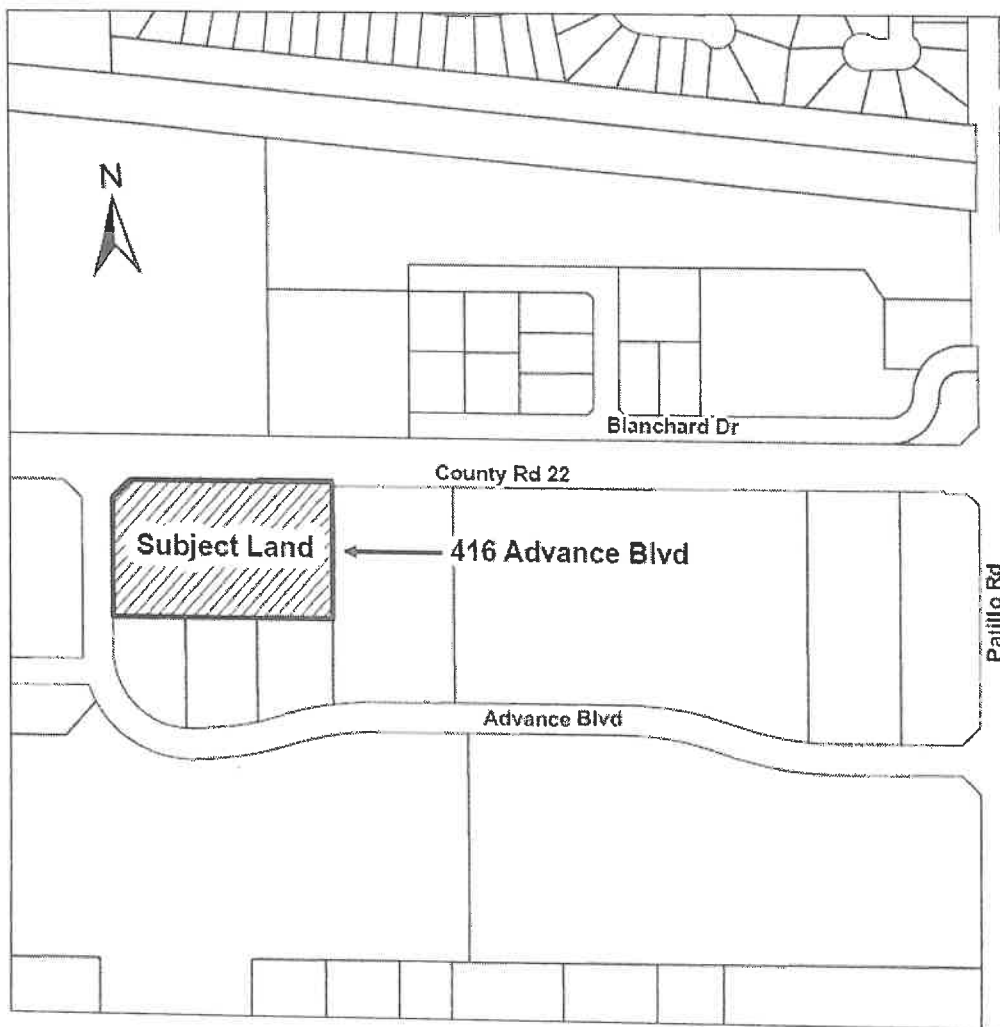 N
Blanchard Dr
County Rd 22
Subject Land
416 Advance Blvd
Patillo Rd
Advance Blvd